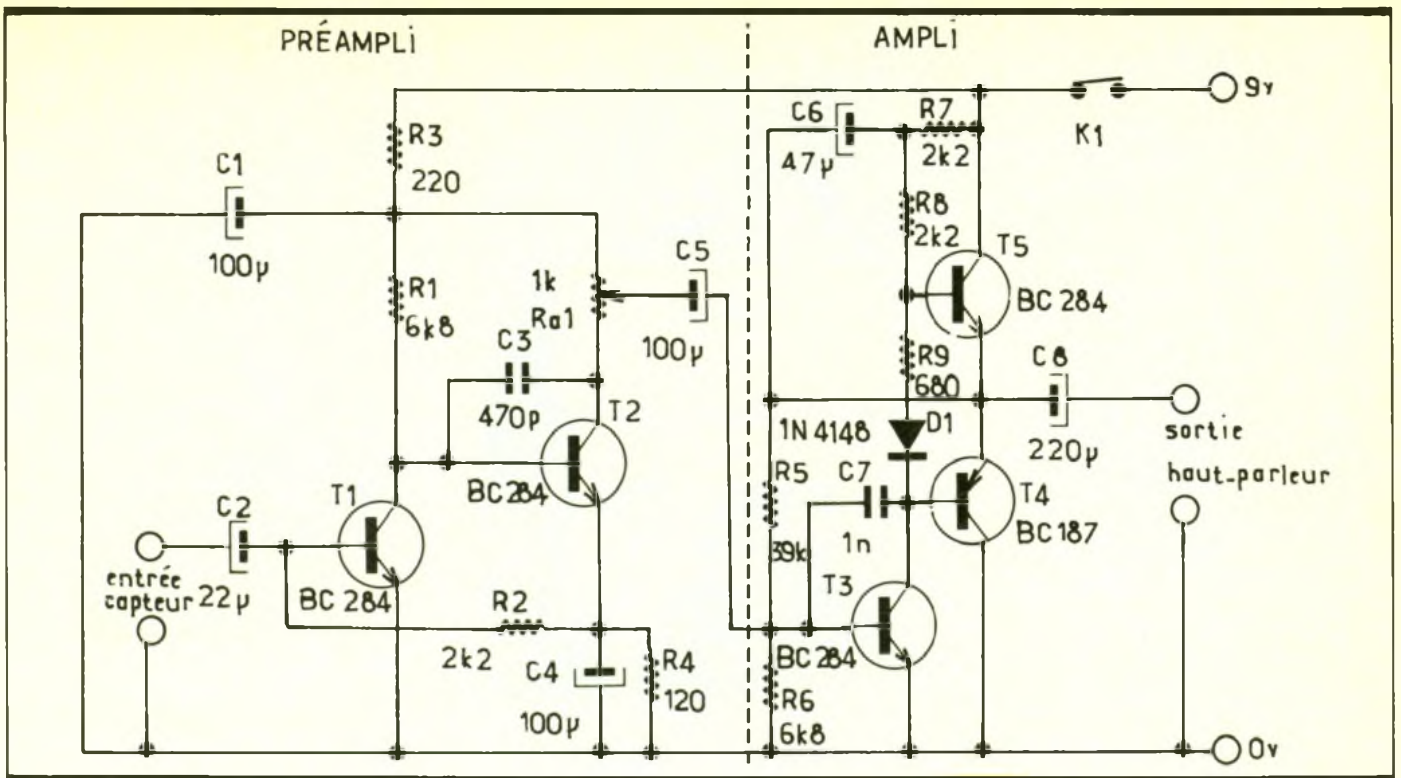 PRÉAMPLI
AMPLI
9v
K1
C6
47µ
R7
2k2
R3
220
C1
100µ
R8
2k2
T5
BC 284
C5
100µ
1k
Ra1
R1
6k8
C3
470p
R9
680
C8
220µ
sortie
haut-parleur
1N 4148
D1
T2
BC 284
R5
39k
C7
1n
T4
BC 187
C2
22µ
T1
BC 284
entrée
capteur
R2
2k2
T3
BC 284
C4
100µ
R4
120
R6
6k8
0v